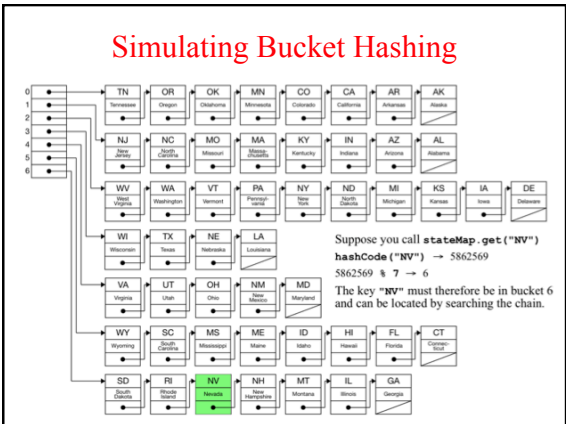 Simulating Bucket Hashing
0
1
2
3
4
5
6
TN OR OK MN CO CA AR AK
Tennessee Oregon Oklahoma Minnesota Colorado California Arkansas Alaska
NJ NC MO MA KY IN AZ AL
New Jersey North Carolina Missouri Massa-chusetts Kentucky Indiana Arizona Alabama
WV WA VT PA NY ND MI KS IA DE
West Virginia Washington Vermont Pennsyl-vania New York North Dakota Michigan Kansas Iowa Delaware
WI TX NE LA
Wisconsin Texas Nebraska Louisiana
Suppose you call stateMap.get("NV")
hashCode("NV") → 5862569
5862569 % 7 → 6
The key "NV" must therefore be in bucket 6
and can be located by searching the chain.
VA UT OH NM MD
Virginia Utah Ohio New Mexico Maryland
WY SC MS ME ID HI FL CT
Wyoming South Carolina Mississippi Maine Idaho Hawaii Florida Connec-ticut
SD RI NV NH MT IL GA
South Dakota Rhode Island Nevada New Hampshire Montana Illinois Georgia